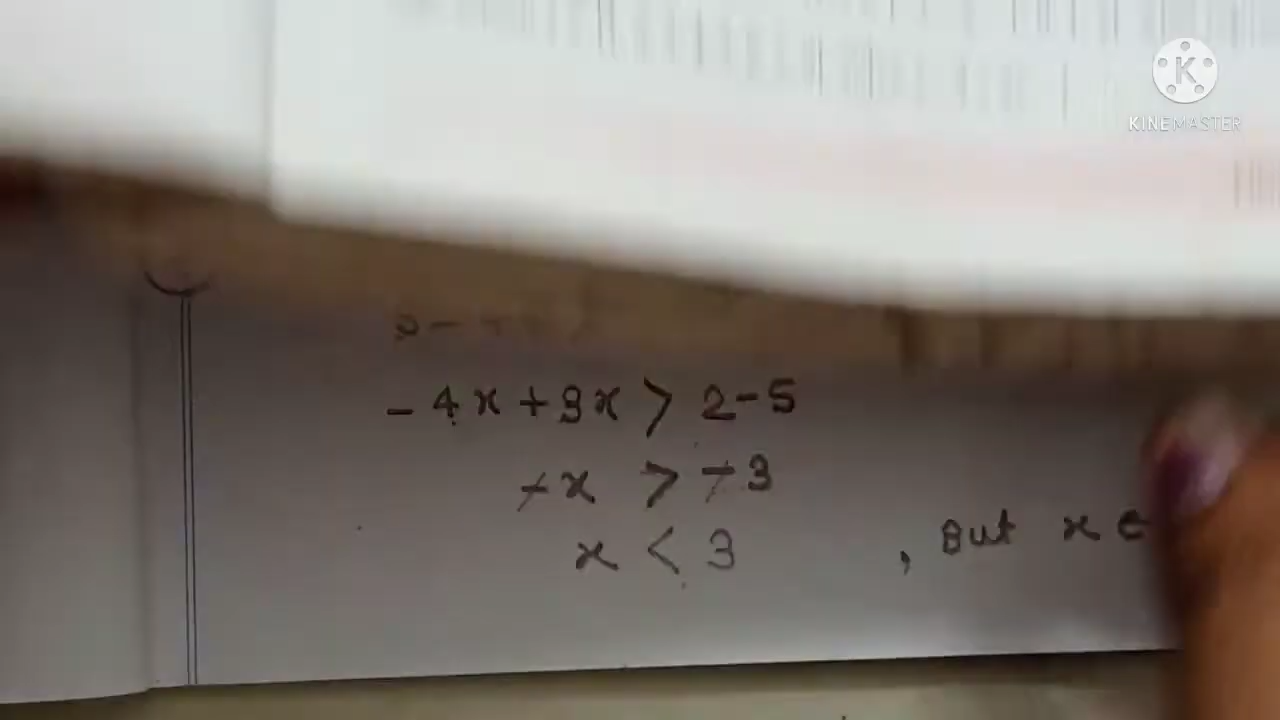 KINEMASTER
- 4x + 3x > 2 - 5
-x > -3
x < 3 , But x ∈